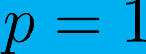 p = 1